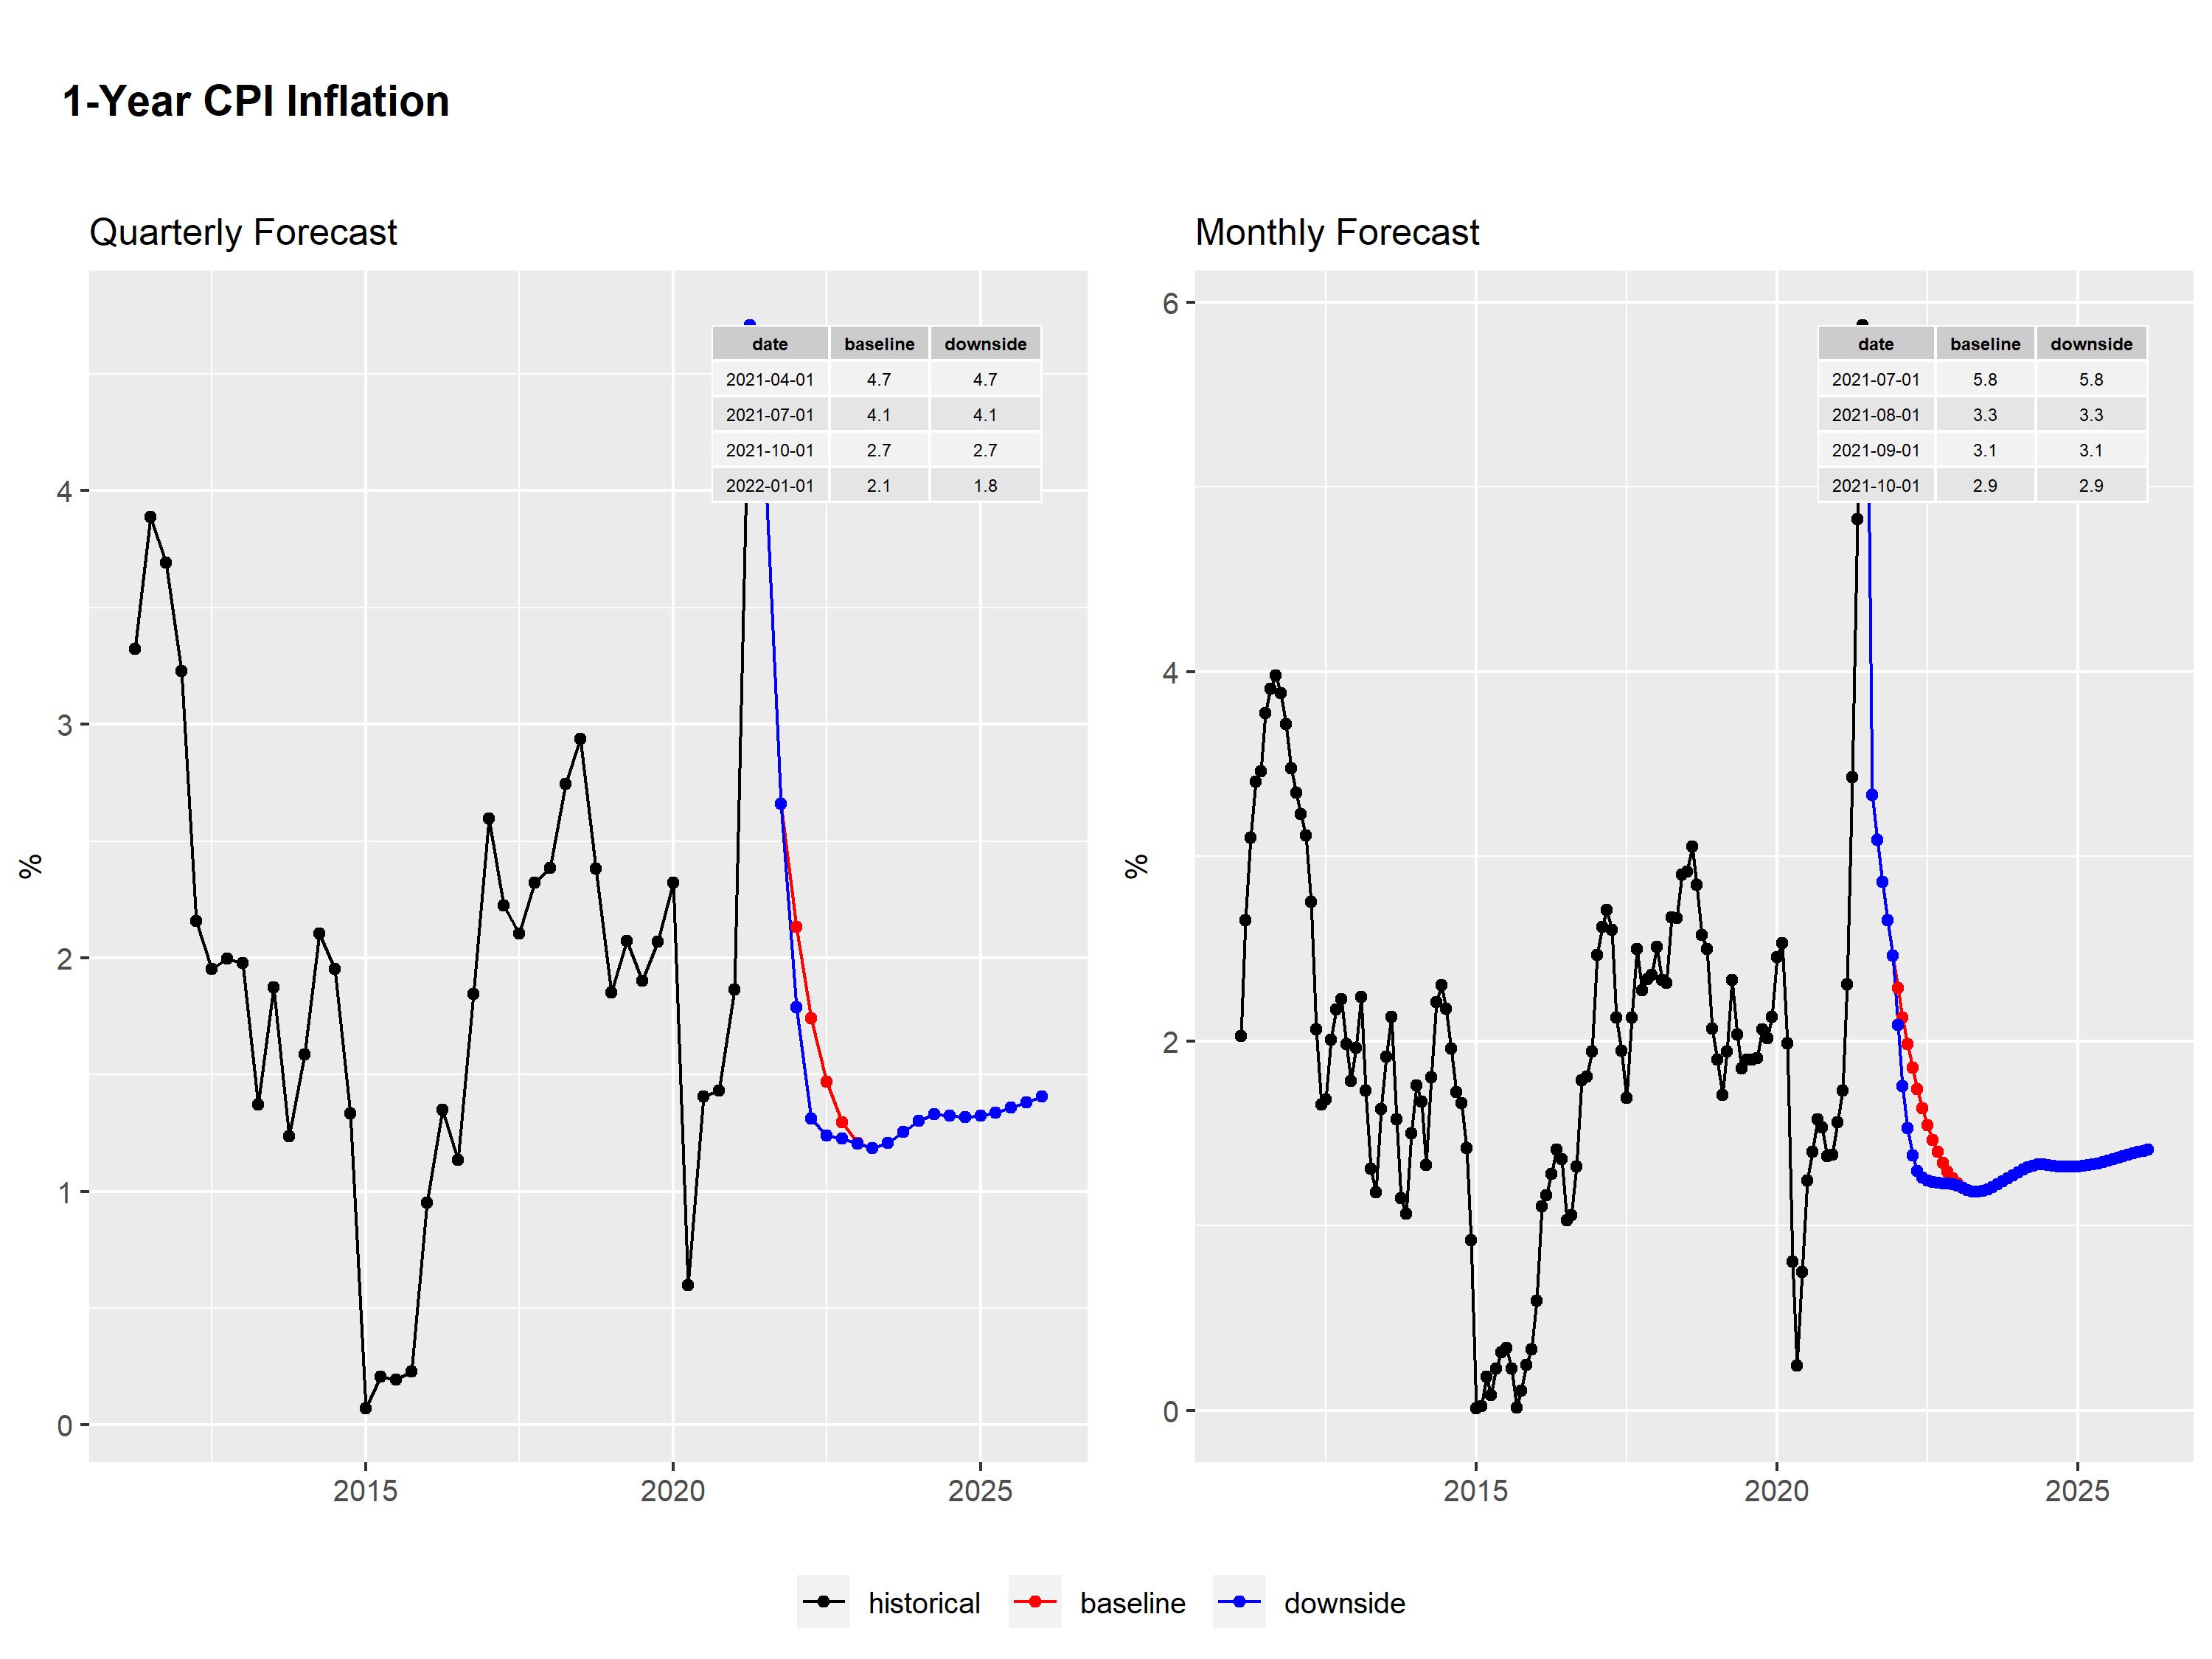 1-Year CPI Inflation
Quarterly Forecast
%
4
3
2
1
0
2015 2020 2025
date baseline downside
2021-04-01 4.7 4.7
2021-07-01 4.1 4.1
2021-10-01 2.7 2.7
2022-01-01 2.1 1.8
Monthly Forecast
%
6
4
2
0
2015 2020 2025
date baseline downside
2021-07-01 5.8 5.8
2021-08-01 3.3 3.3
2021-09-01 3.1 3.1
2021-10-01 2.9 2.9
historical baseline downside